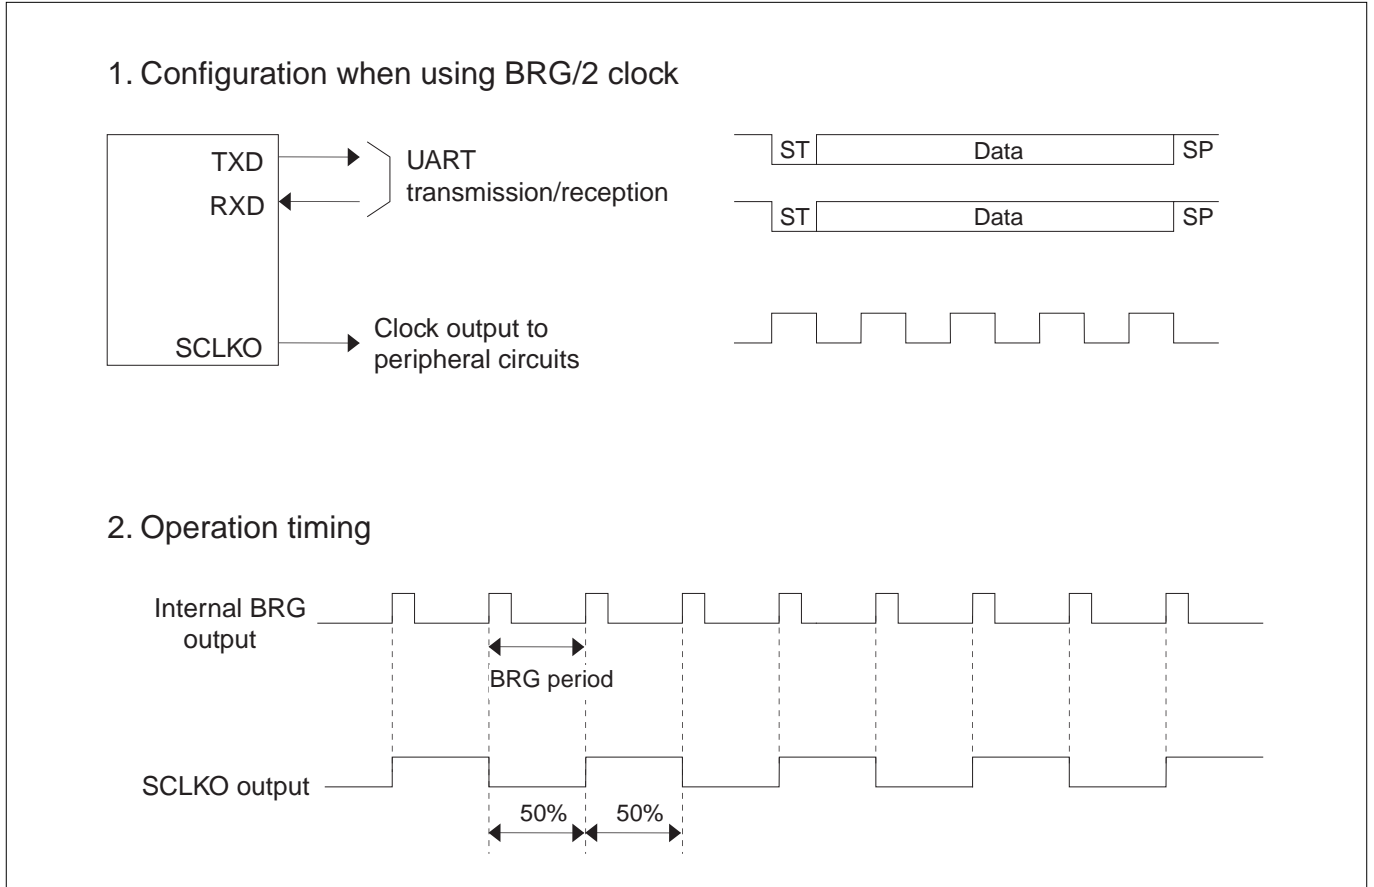 1. Configuration when using BRG/2 clock
TXD
UART
transmission/reception
RXD
SCLKO
Clock output to
peripheral circuits
ST
Data
SP
ST
Data
SP
2. Operation timing
Internal BRG
output
BRG period
SCLKO output
50%
50%